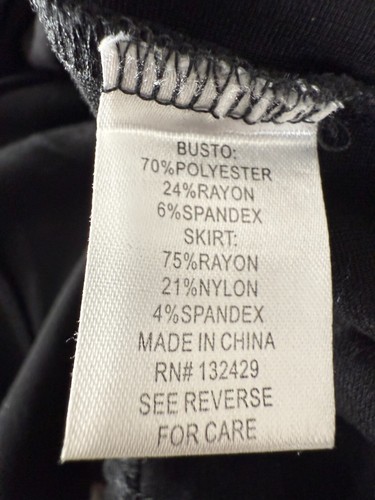 BUSTO:
70%POLYESTER
24%RAYON
6%SPANDEX
SKIRT:
75%RAYON
21%NYLON
4%SPANDEX
MADE IN CHINA
RN# 132429
SEE REVERSE
FOR CARE